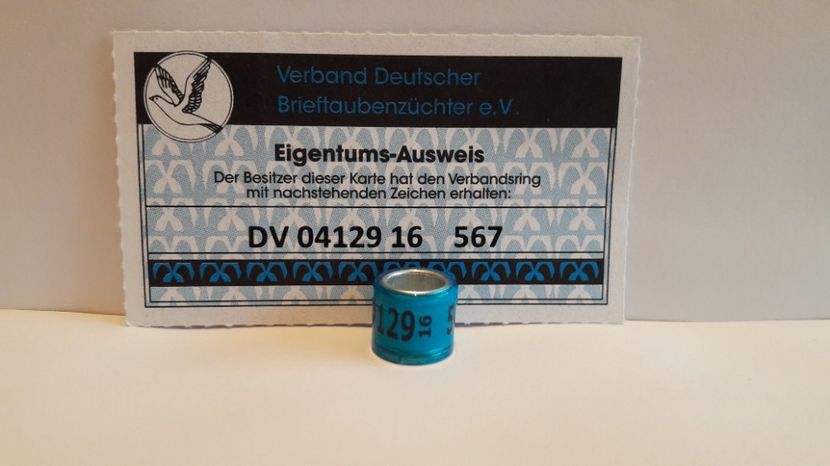 Verband Deutscher
Brieftaubenzüchter e.V.
Eigentums-Ausweis
Der Besitzer dieser Karte hat den Verbandsring
mit nachstehenden Zeichen erhalten:
DV 04129 16 567
129 16 5